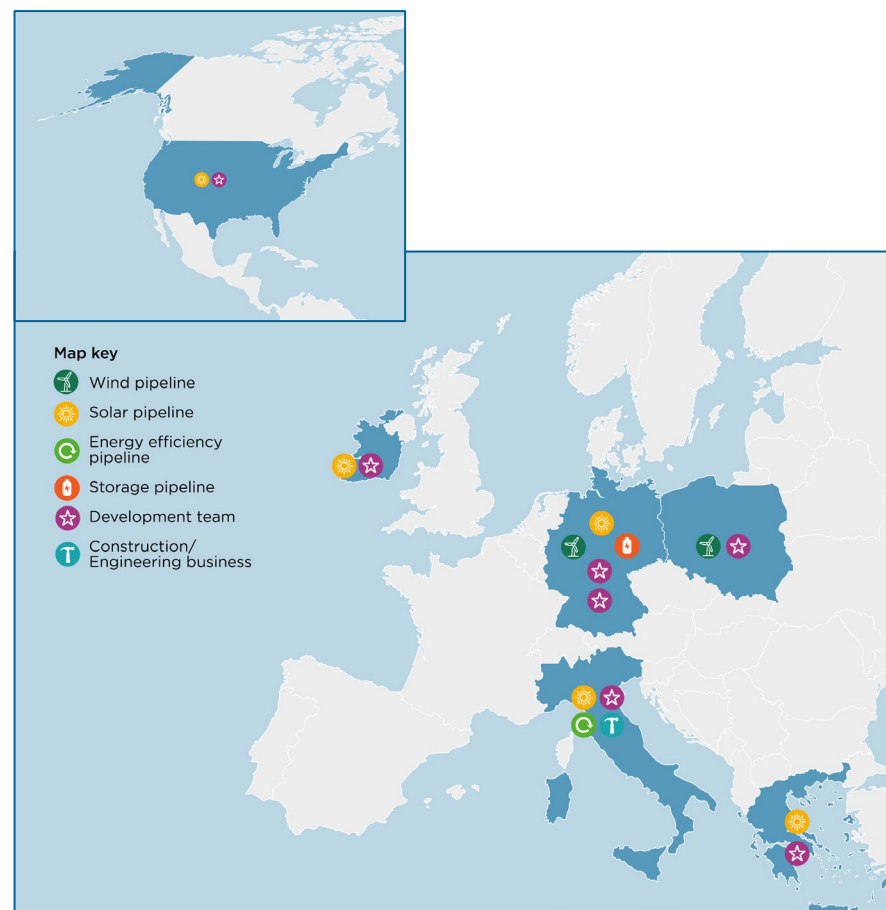 Map key
Wind pipeline
Solar pipeline
Energy efficiency
pipeline
Storage pipeline
Development team
Construction/
Engineering business